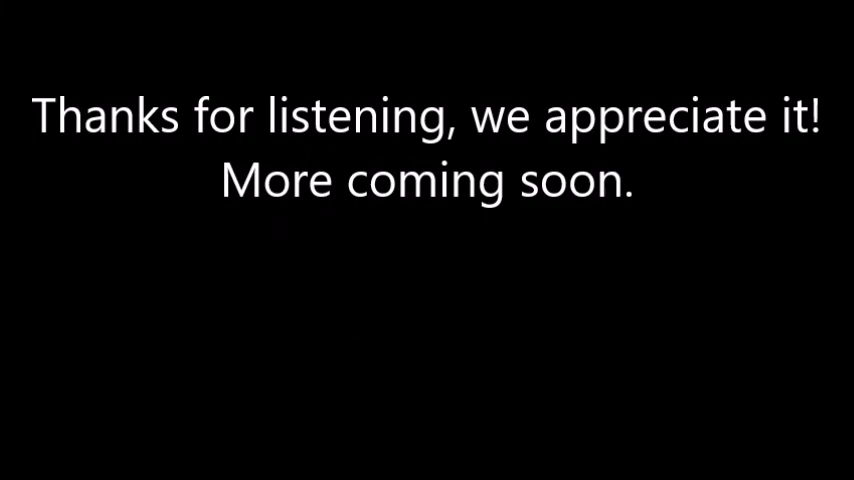 Thanks for listening, we appreciate it!
More coming soon.